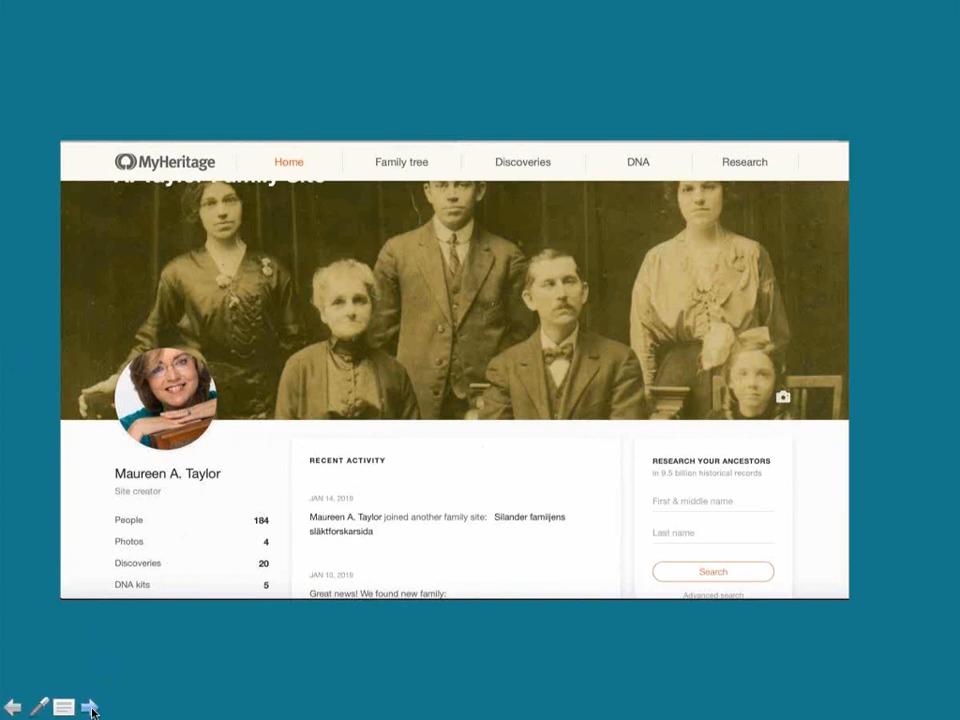 MyHeritage
Home
Family tree
Discoveries
DNA
Research
A. Taylor Family Site
Maureen A. Taylor
Site creator
People 184
Photos 4
Discoveries 20
DNA kits 5
RECENT ACTIVITY
JAN 14, 2019
Maureen A. Taylor joined another family site: Silander familjens
släktforskarsida
JAN 10, 2019
Great news! We found new family:
RESEARCH YOUR ANCESTORS
In 9.5 billion historical records
First & middle name
Last name
Search
Advanced search